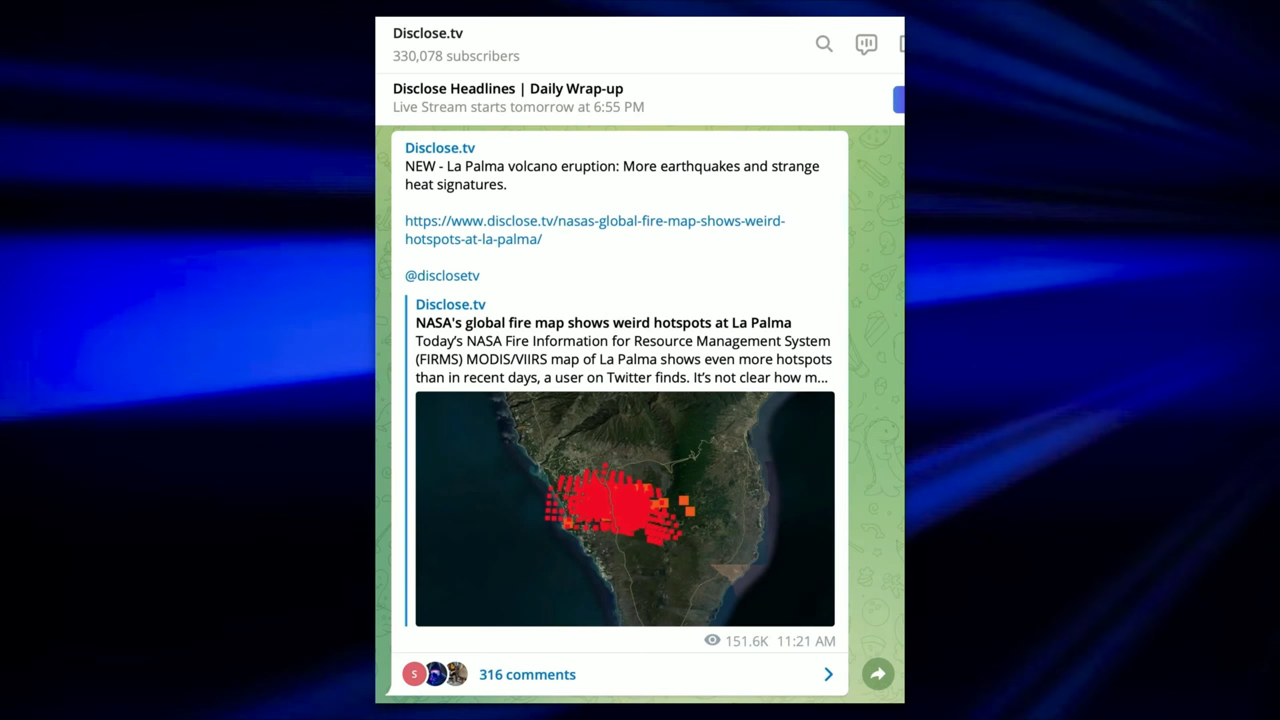 Disclose.tv
330,078 subscribers
Disclose Headlines | Daily Wrap-up
Live Stream starts tomorrow at 6:55 PM
Disclose.tv
NEW - La Palma volcano eruption: More earthquakes and strange
heat signatures.
https://www.disclose.tv/nasas-global-fire-map-shows-weird-
hotspots-at-la-palma/
@disclosetv
Disclose.tv
NASA's global fire map shows weird hotspots at La Palma
Today's NASA Fire Information for Resource Management System
(FIRMS) MODIS/VIIRS map of La Palma shows even more hotspots
than in recent days, a user on Twitter finds. It's not clear how m...
151.6K 11:21 AM
S
316 comments